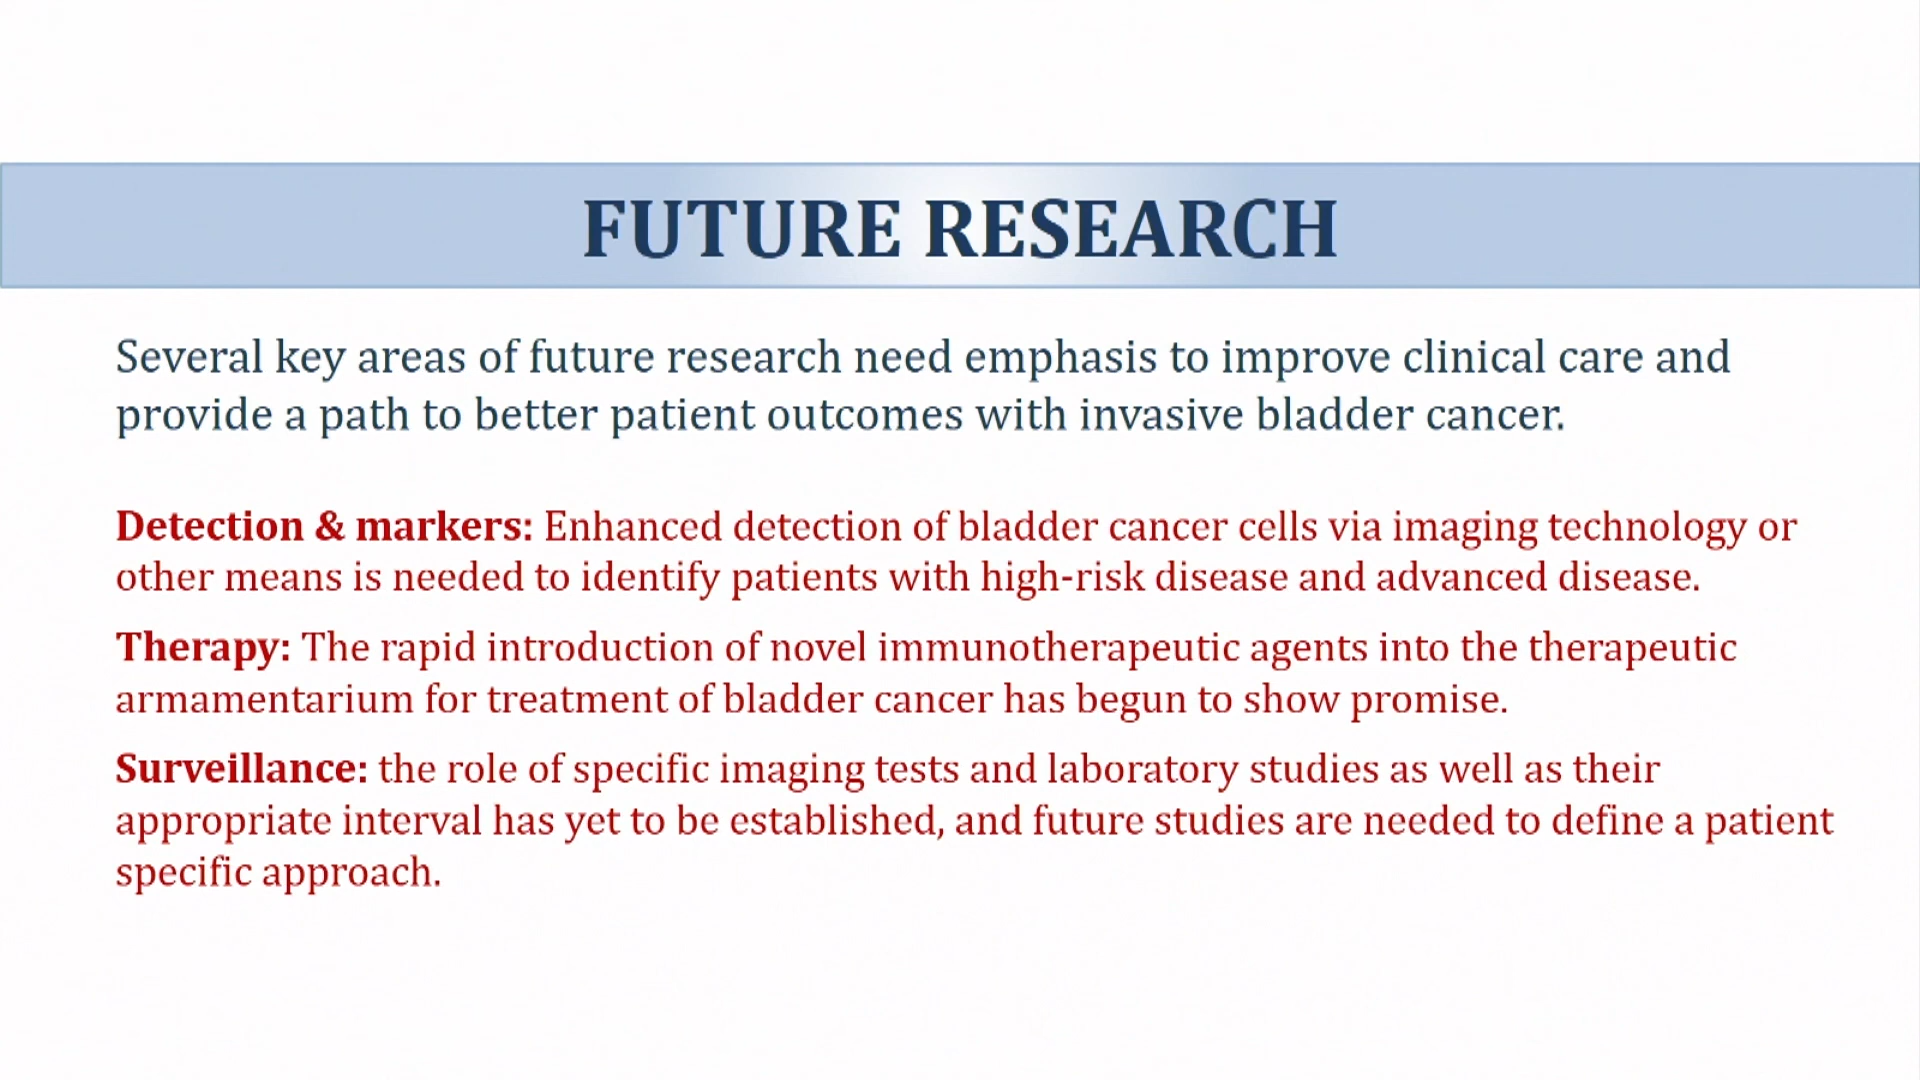 FUTURE RESEARCH
Several key areas of future research need emphasis to improve clinical care and
provide a path to better patient outcomes with invasive bladder cancer.
Detection & markers: Enhanced detection of bladder cancer cells via imaging technology or
other means is needed to identify patients with high-risk disease and advanced disease.
Therapy: The rapid introduction of novel immunotherapeutic agents into the therapeutic
armamentarium for treatment of bladder cancer has begun to show promise.
Surveillance: the role of specific imaging tests and laboratory studies as well as their
appropriate interval has yet to be established, and future studies are needed to define a patient
specific approach.